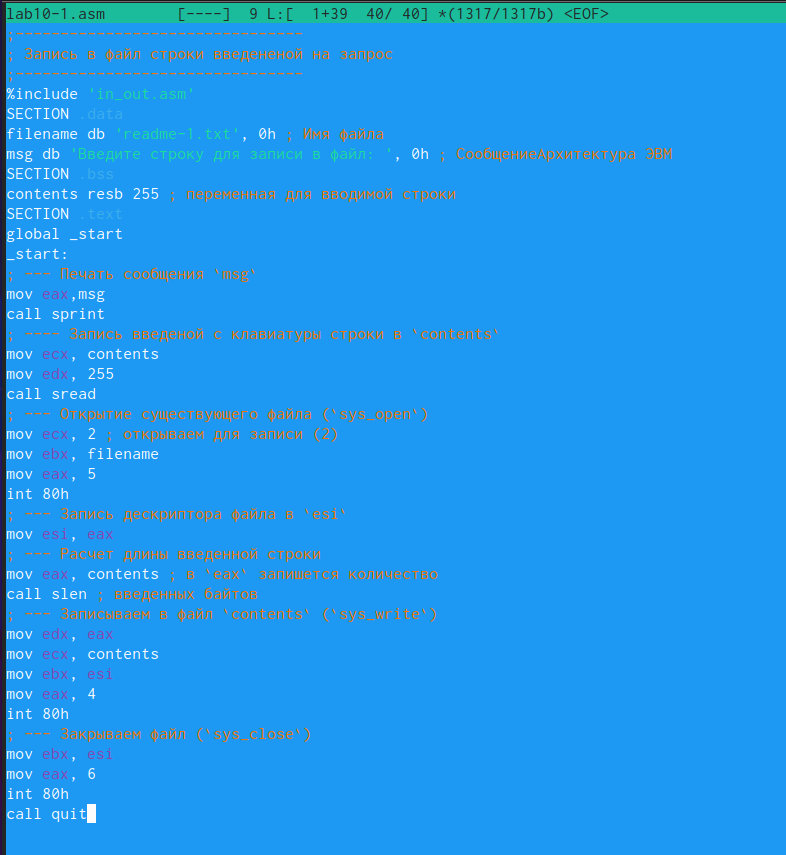 lab10-1.asm [----] 9 L:[ 1+39 40/ 40] *(1317/1317b) <EOF>
;--------------------------------
; Запись в файл строки введененой на запрос
;--------------------------------
%include 'in_out.asm'
SECTION .data
filename db 'readme-1.txt', 0h ; Имя файла
msg db 'Введите строку для записи в файл: ', 0h ; СообщениеАрхитектура ЭВМ
SECTION .bss
contents resb 255 ; переменная для вводимой строки
SECTION .text
global _start
_start:
; --- Печать сообщения `msg`
mov eax,msg
call sprint
; ---- Запись введеной с клавиатуры строки в `contents`
mov ecx, contents
mov edx, 255
call sread
; --- Открытие существующего файла (`sys_open`)
mov ecx, 2 ; открываем для записи (2)
mov ebx, filename
mov eax, 5
int 80h
; --- Запись дескриптора файла в `esi`
mov esi, eax
; --- Расчет длины введенной строки
mov eax, contents ; в `eax` запишется количество
call slen ; введенных байтов
; --- Записываем в файл `contents` (`sys_write`)
mov edx, eax
mov ecx, contents
mov ebx, esi
mov eax, 4
int 80h
; --- Закрываем файл (`sys_close`)
mov ebx, esi
mov eax, 6
int 80h
call quit